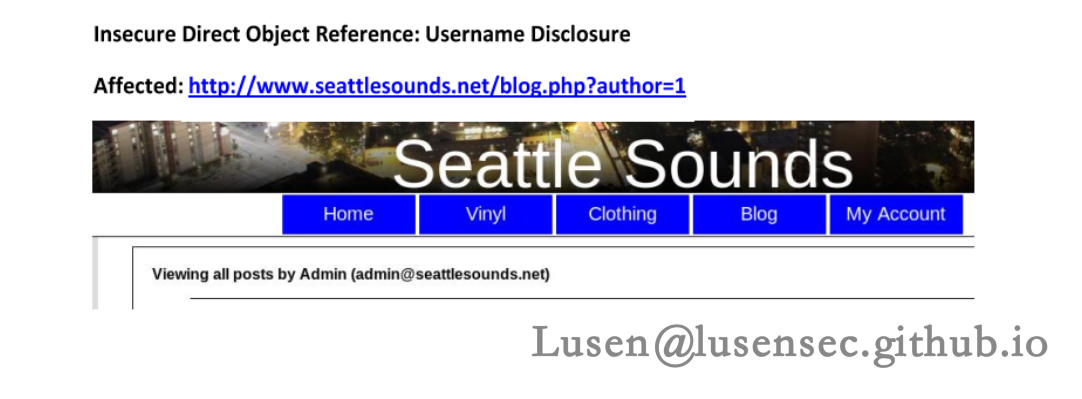 Insecure Direct Object Reference: Username Disclosure
Affected: http://www.seattlesounds.net/blog.php?author=1
Seattle Sounds
Home Vinyl Clothing Blog My Account
Viewing all posts by Admin (admin@seattlesounds.net)
Lusen@lusensec.github.io